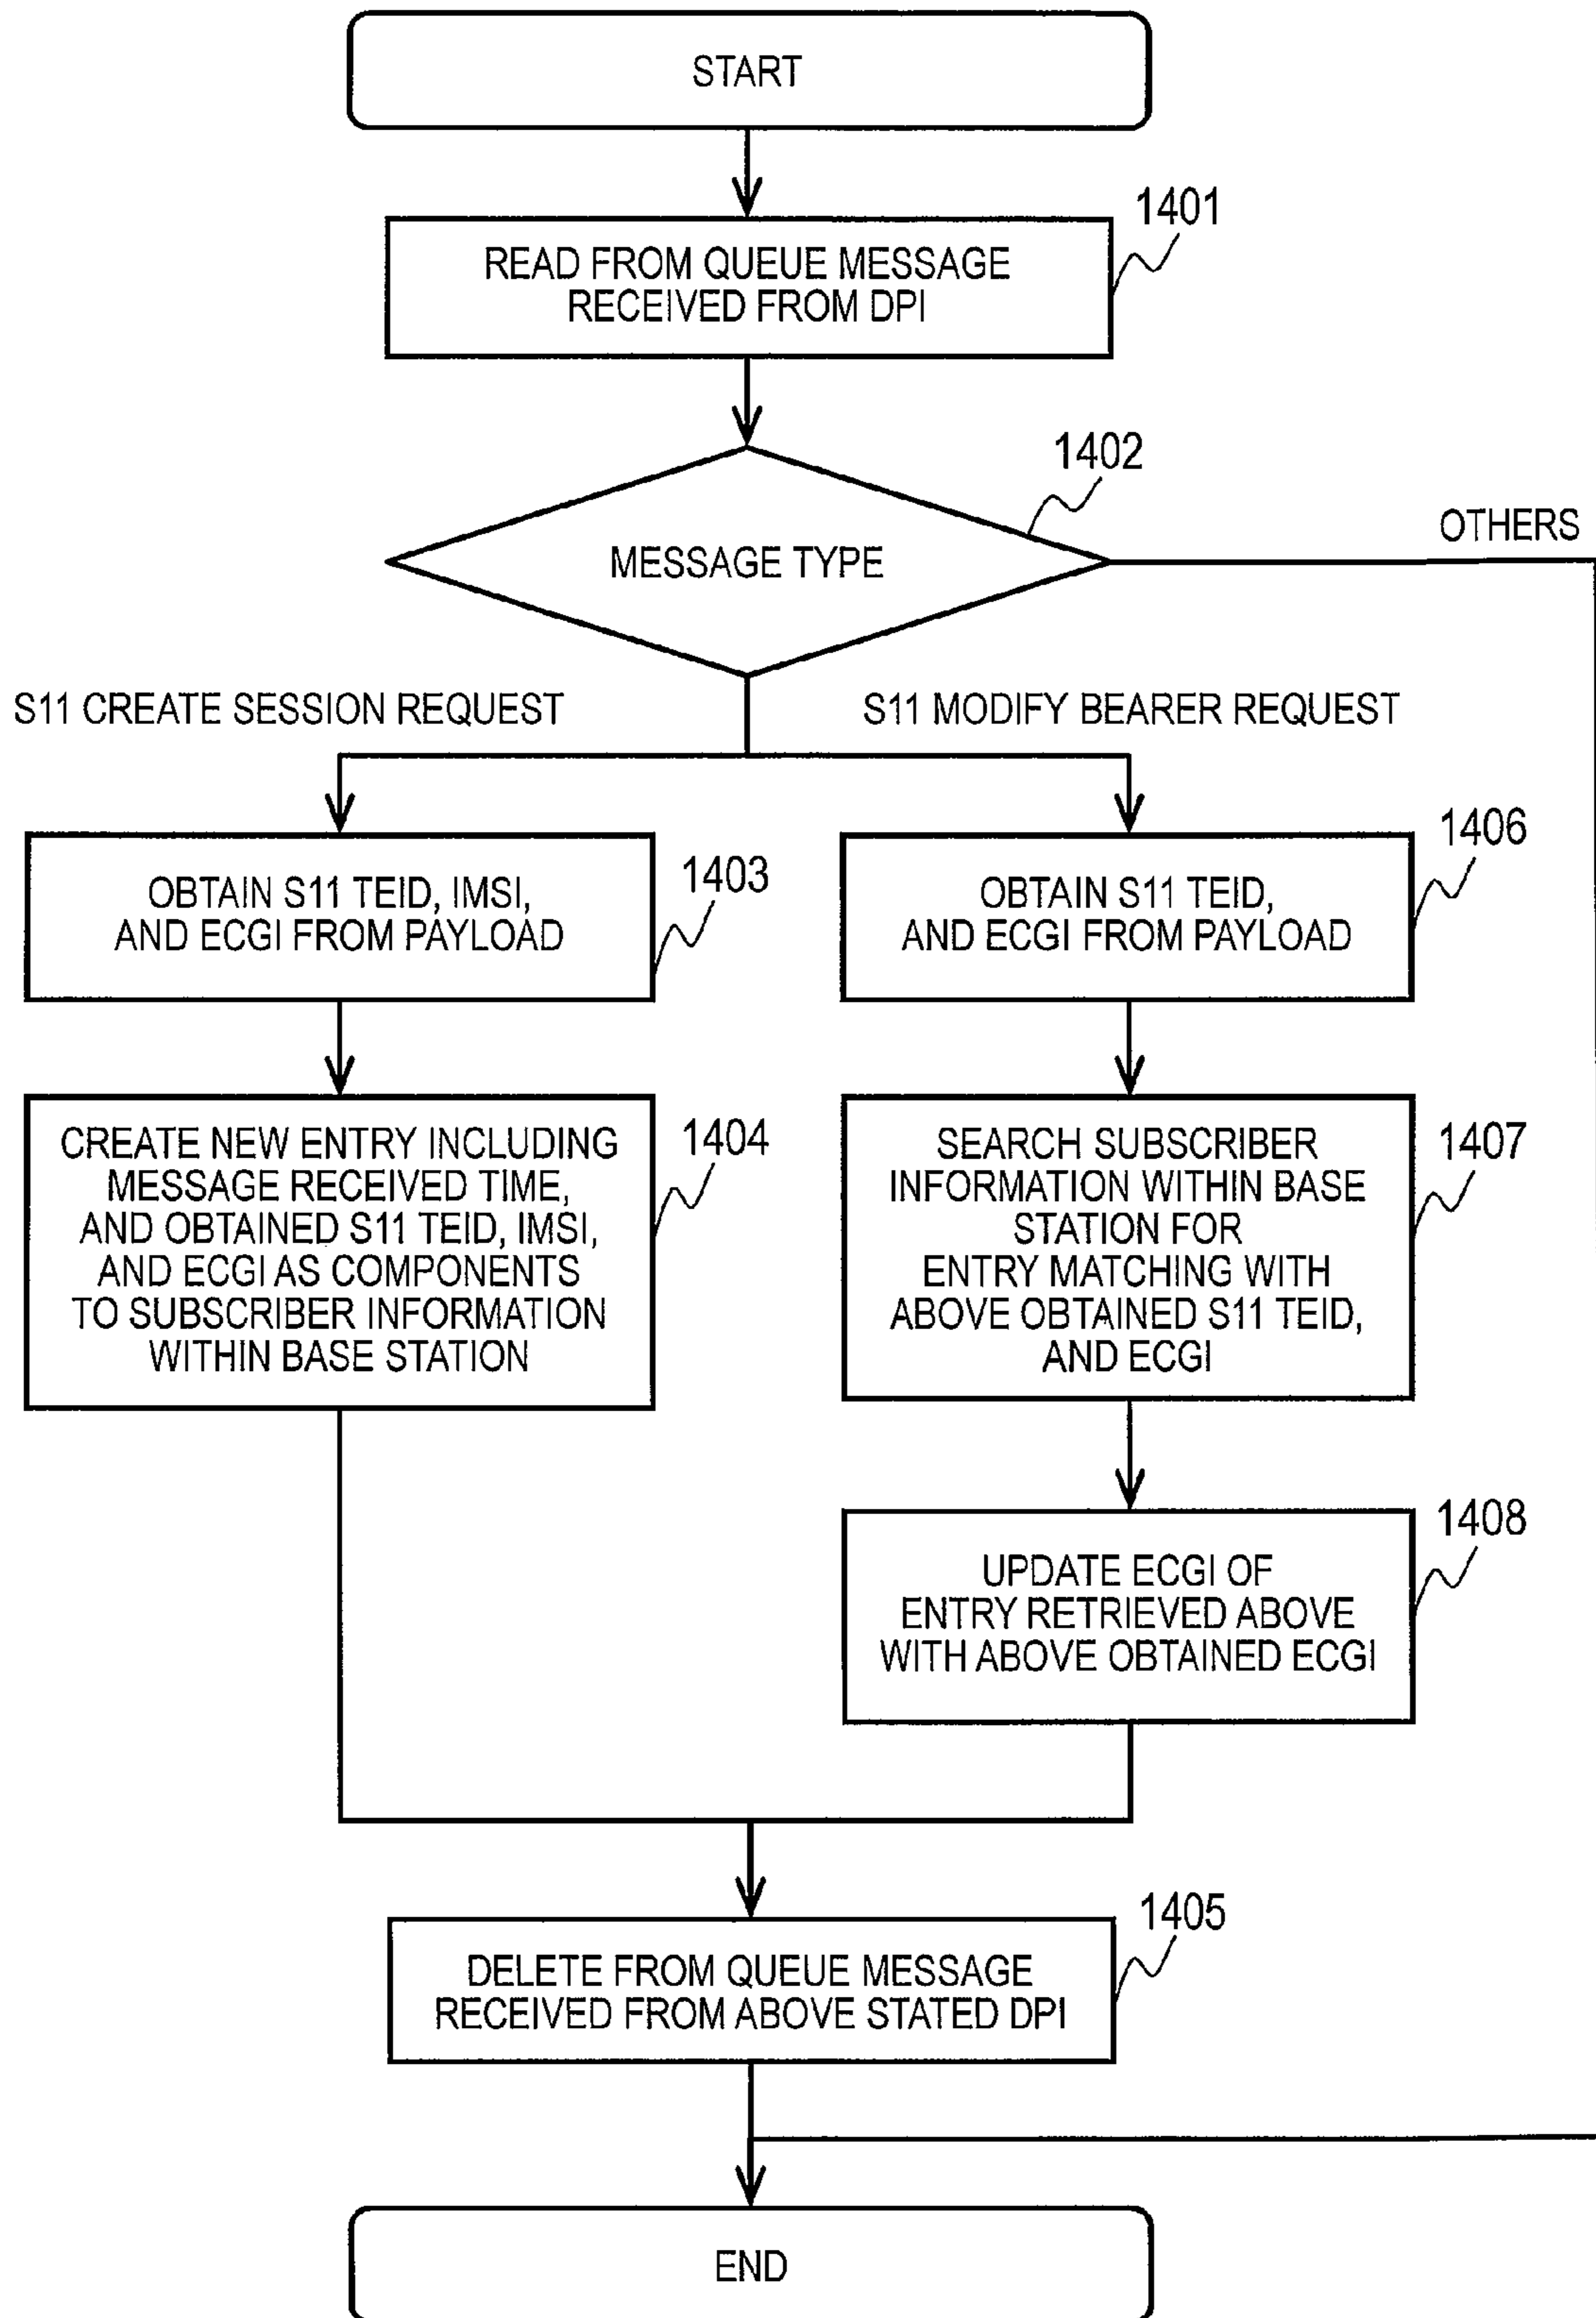 START
1401
READ FROM QUEUE MESSAGE
RECEIVED FROM DPI
1402
OTHERS
MESSAGE TYPE
S11 CREATE SESSION REQUEST
S11 MODIFY BEARER REQUEST
1403
OBTAIN S11 TEID, IMSI,
AND ECGI FROM PAYLOAD
1406
OBTAIN S11 TEID,
AND ECGI FROM PAYLOAD
1404
CREATE NEW ENTRY INCLUDING
MESSAGE RECEIVED TIME,
AND OBTAINED S11 TEID, IMSI,
AND ECGI AS COMPONENTS
TO SUBSCRIBER INFORMATION
WITHIN BASE STATION
1407
SEARCH SUBSCRIBER
INFORMATION WITHIN BASE
STATION FOR
ENTRY MATCHING WITH
ABOVE OBTAINED S11 TEID,
AND ECGI
1408
UPDATE ECGI OF
ENTRY RETRIEVED ABOVE
WITH ABOVE OBTAINED ECGI
1405
DELETE FROM QUEUE MESSAGE
RECEIVED FROM ABOVE STATED DPI
END